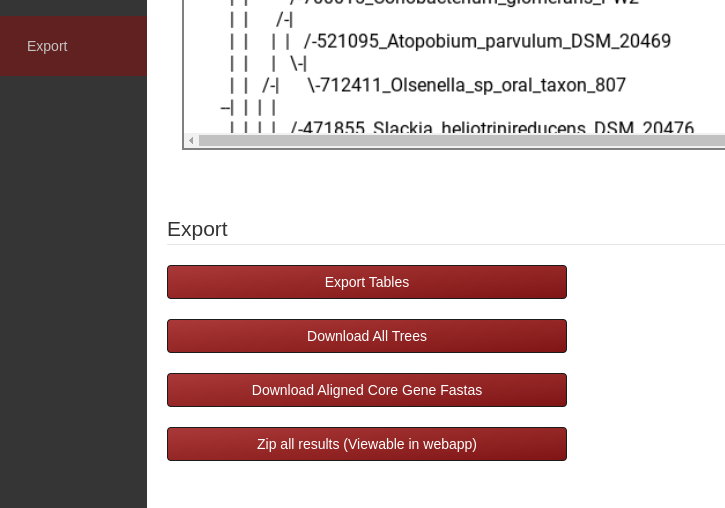 Export
/-|
| |     | |   /-521095_Atopobium_parvulum_DSM_20469
| |     |   \-|
| |   /-|      \-712411_Olsenella_sp_oral_taxon_807
--| | | |
| | | |   /-471855_Slackia_heliotrinireducens_DSM_20476
Export
Export Tables
Download All Trees
Download Aligned Core Gene Fastas
Zip all results (Viewable in webapp)